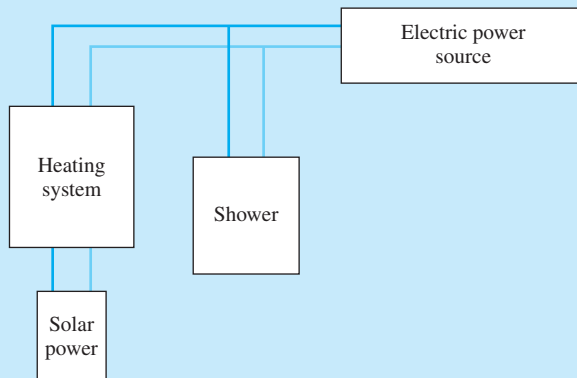 Electric power
source
Heating
system
Shower
Solar
power